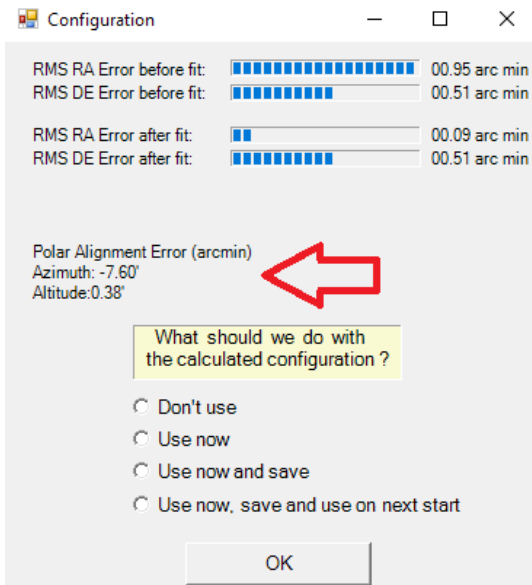 Configuration
RMS RA Error before fit: 00.95 arc min
RMS DE Error before fit: 00.51 arc min
RMS RA Error after fit: 00.09 arc min
RMS DE Error after fit: 00.51 arc min
Polar Alignment Error (arcmin)
Azimuth: -7.60'
Altitude:0.38'
What should we do with
the calculated configuration ?
Don't use
Use now
Use now and save
Use now, save and use on next start
OK